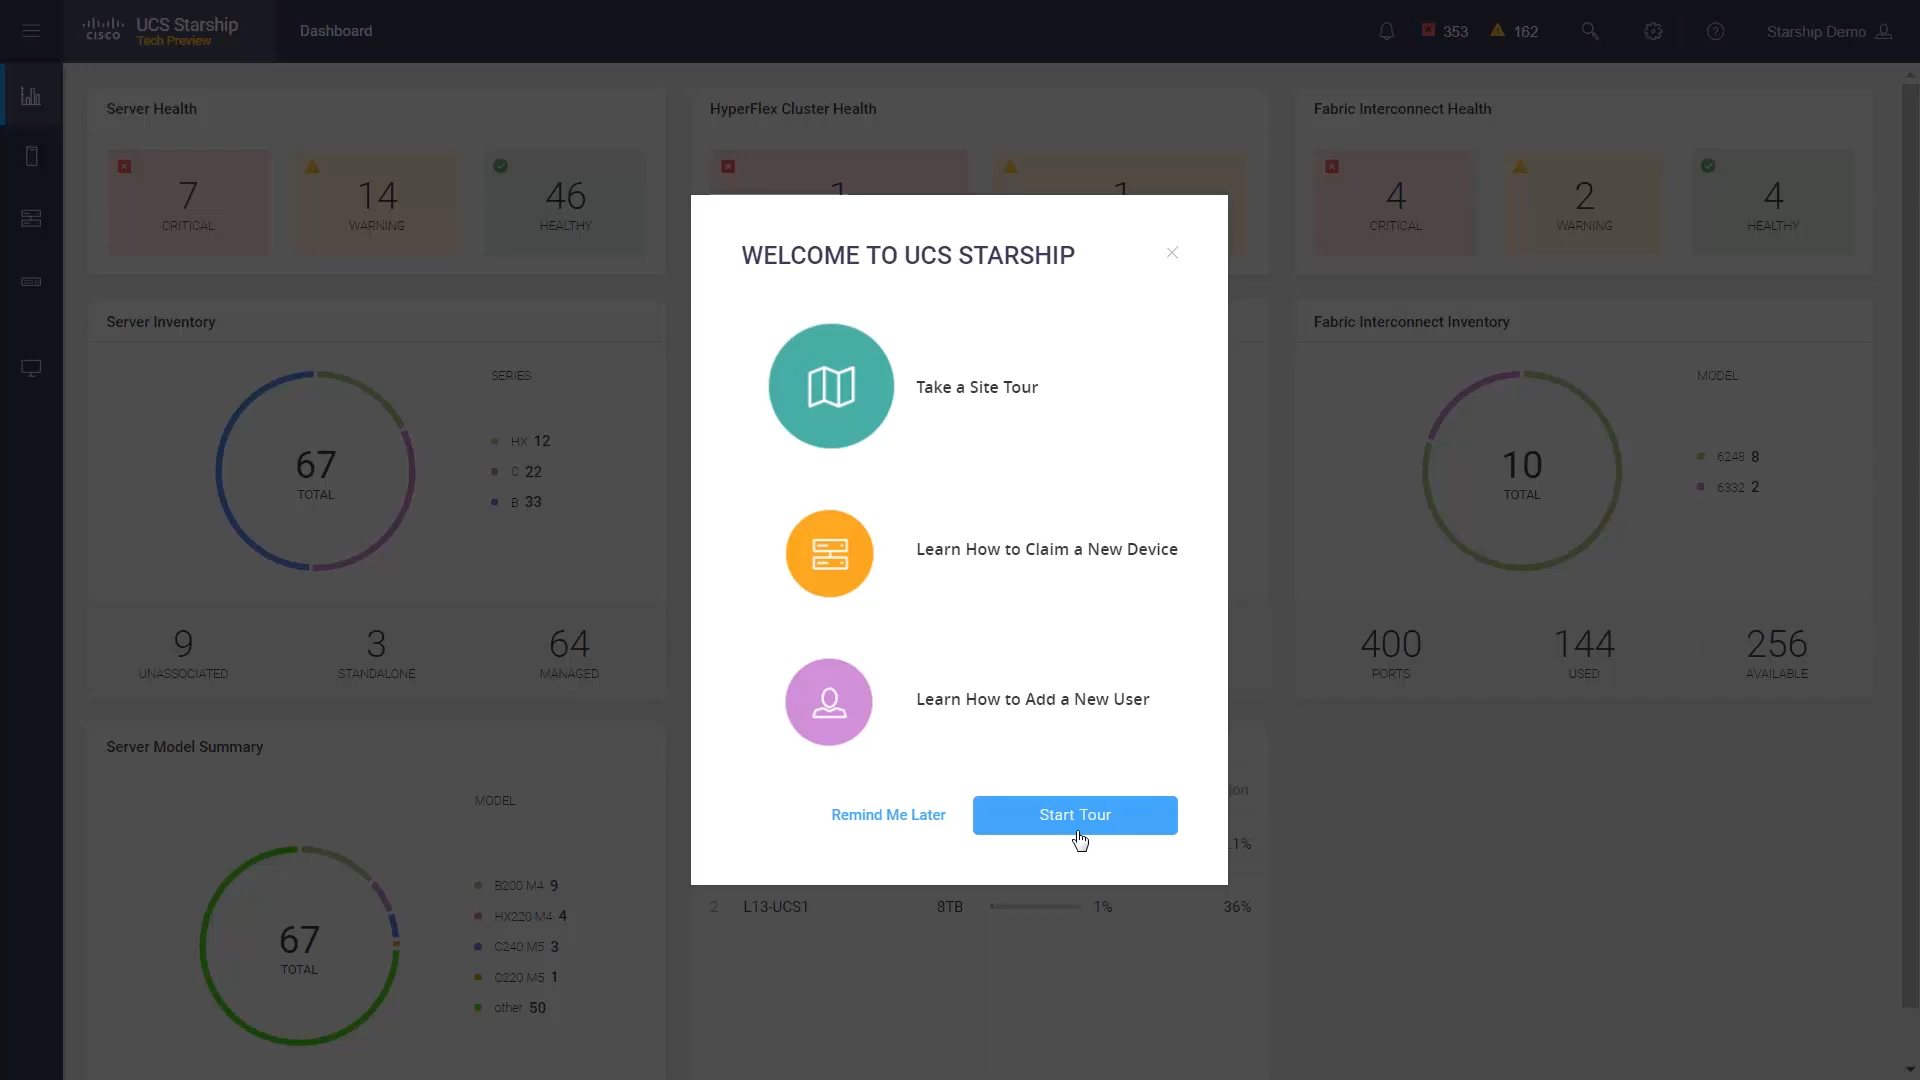 CISCO
UCS Starship
Tech Preview
Dashboard
353
162
Starship Demo
Server Health
7
CRITICAL
14
WARNING
46
HEALTHY
HyperFlex Cluster Health
1
1
Fabric Interconnect Health
4
CRITICAL
2
WARNING
4
HEALTHY
WELCOME TO UCS STARSHIP
Take a Site Tour
Learn How to Claim a New Device
Learn How to Add a New User
Remind Me Later
Start Tour
Server Inventory
67
TOTAL
SERIES
HX 12
C 22
B 33
9
UNASSOCIATED
3
STANDALONE
64
MANAGED
Fabric Interconnect Inventory
10
TOTAL
MODEL
6248 8
6332 2
400
PORTS
144
USED
256
AVAILABLE
Server Model Summary
67
TOTAL
MODEL
B200 M4 9
HX220 M4 4
C240 M5 3
C220 M5 1
other 50
2 L13-UCS1 8TB 1% 36%